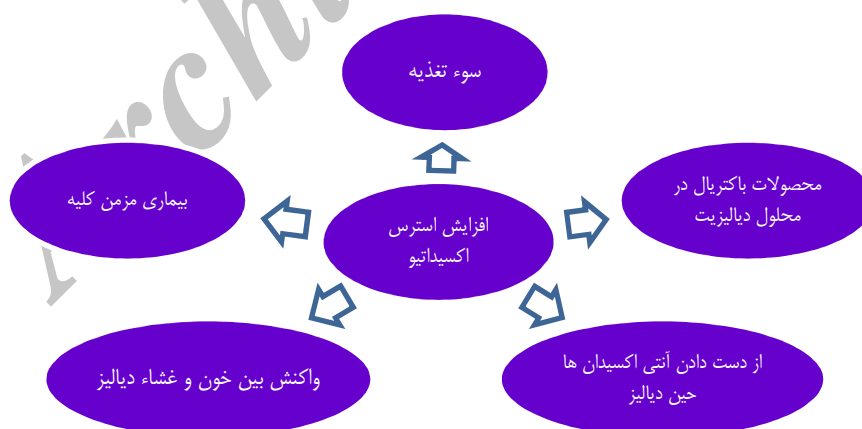 سوء تغذیه
محصولات باکتریال در
محلول دیالیزیت
بیماری مزمن کلیه
افزایش استرس
اکسیداتیو
از دست دادن آنتی اکسیدان ها
حین دیالیز
واکنش بین خون و غشاء دیالیز